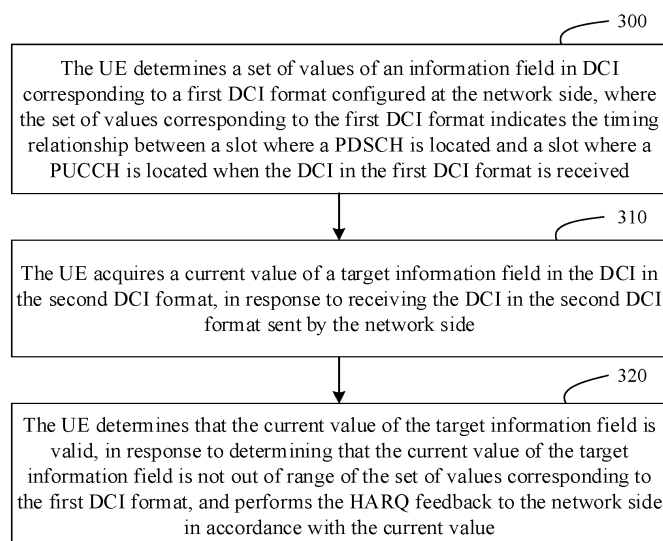 300
The UE determines a set of values of an information field in DCI
corresponding to a first DCI format configured at the network side, where
the set of values corresponding to the first DCI format indicates the timing
relationship between a slot where a PDSCH is located and a slot where a
PUCCH is located when the DCI in the first DCI format is received
310
The UE acquires a current value of a target information field in the DCI in
the second DCI format, in response to receiving the DCI in the second DCI
format sent by the network side
320
The UE determines that the current value of the target information field is
valid, in response to determining that the current value of the target
information field is not out of range of the set of values corresponding to
the first DCI format, and performs the HARQ feedback to the network side
in accordance with the current value